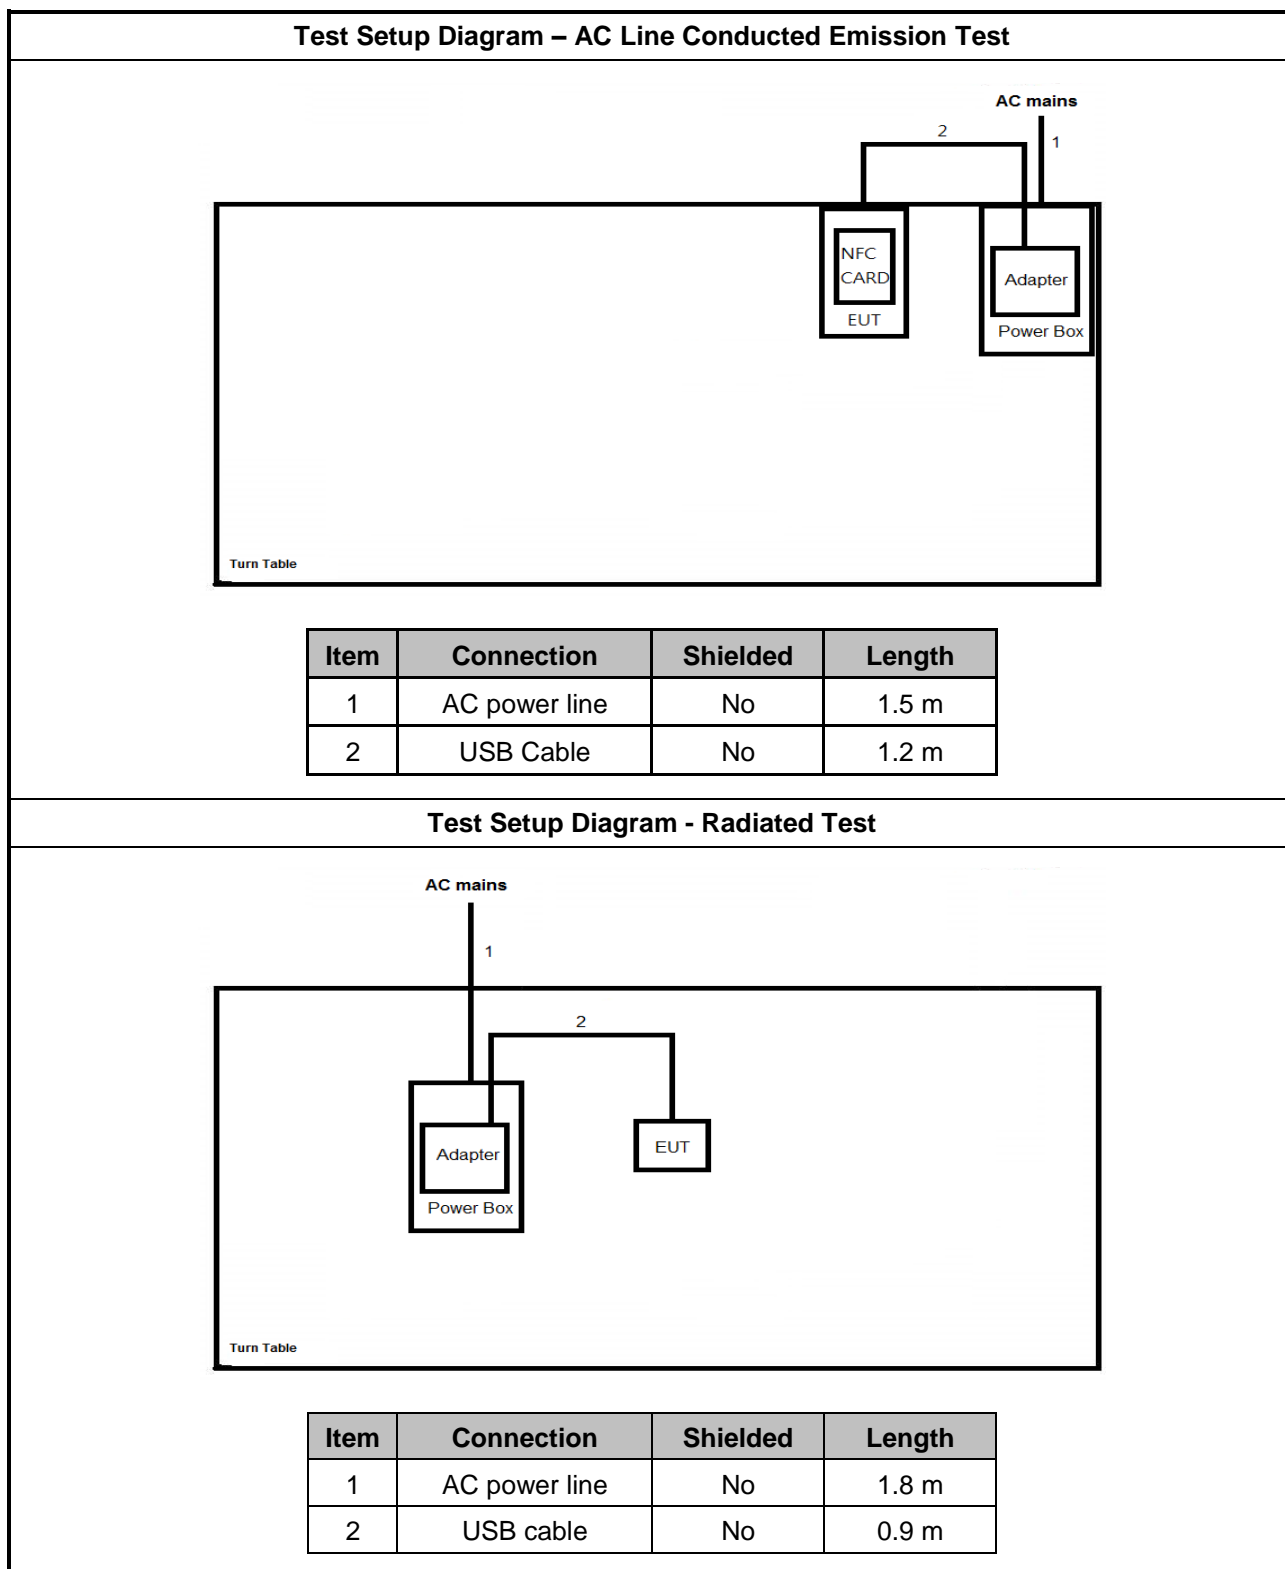 Test Setup Diagram – AC Line Conducted Emission Test
AC mains
2
1
NFC
CARD
EUT
Adapter
Power Box
Turn Table
Item Connection Shielded Length
1 AC power line No 1.5 m
2 USB Cable No 1.2 m
Test Setup Diagram - Radiated Test
AC mains
1
2
Adapter
Power Box
EUT
Turn Table
Item Connection Shielded Length
1 AC power line No 1.8 m
2 USB cable No 0.9 m